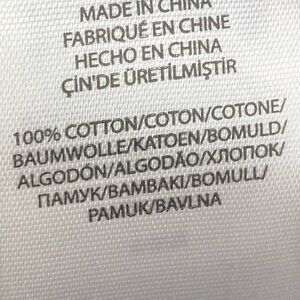 MADE IN CHINA
FABRIQUÉ EN CHINE
HECHO EN CHINA
ÇİN'DE ÜRETİLMİŞTİR
100% COTTON/COTON/COTONE/
BAUMWOLLE/KATOEN/BOMULD/
ALGODÓN/ALGODÃO/ХЛОПОК/
ПАМУК/BAMBAKI/BOMULL/
PAMUK/BAVLNA